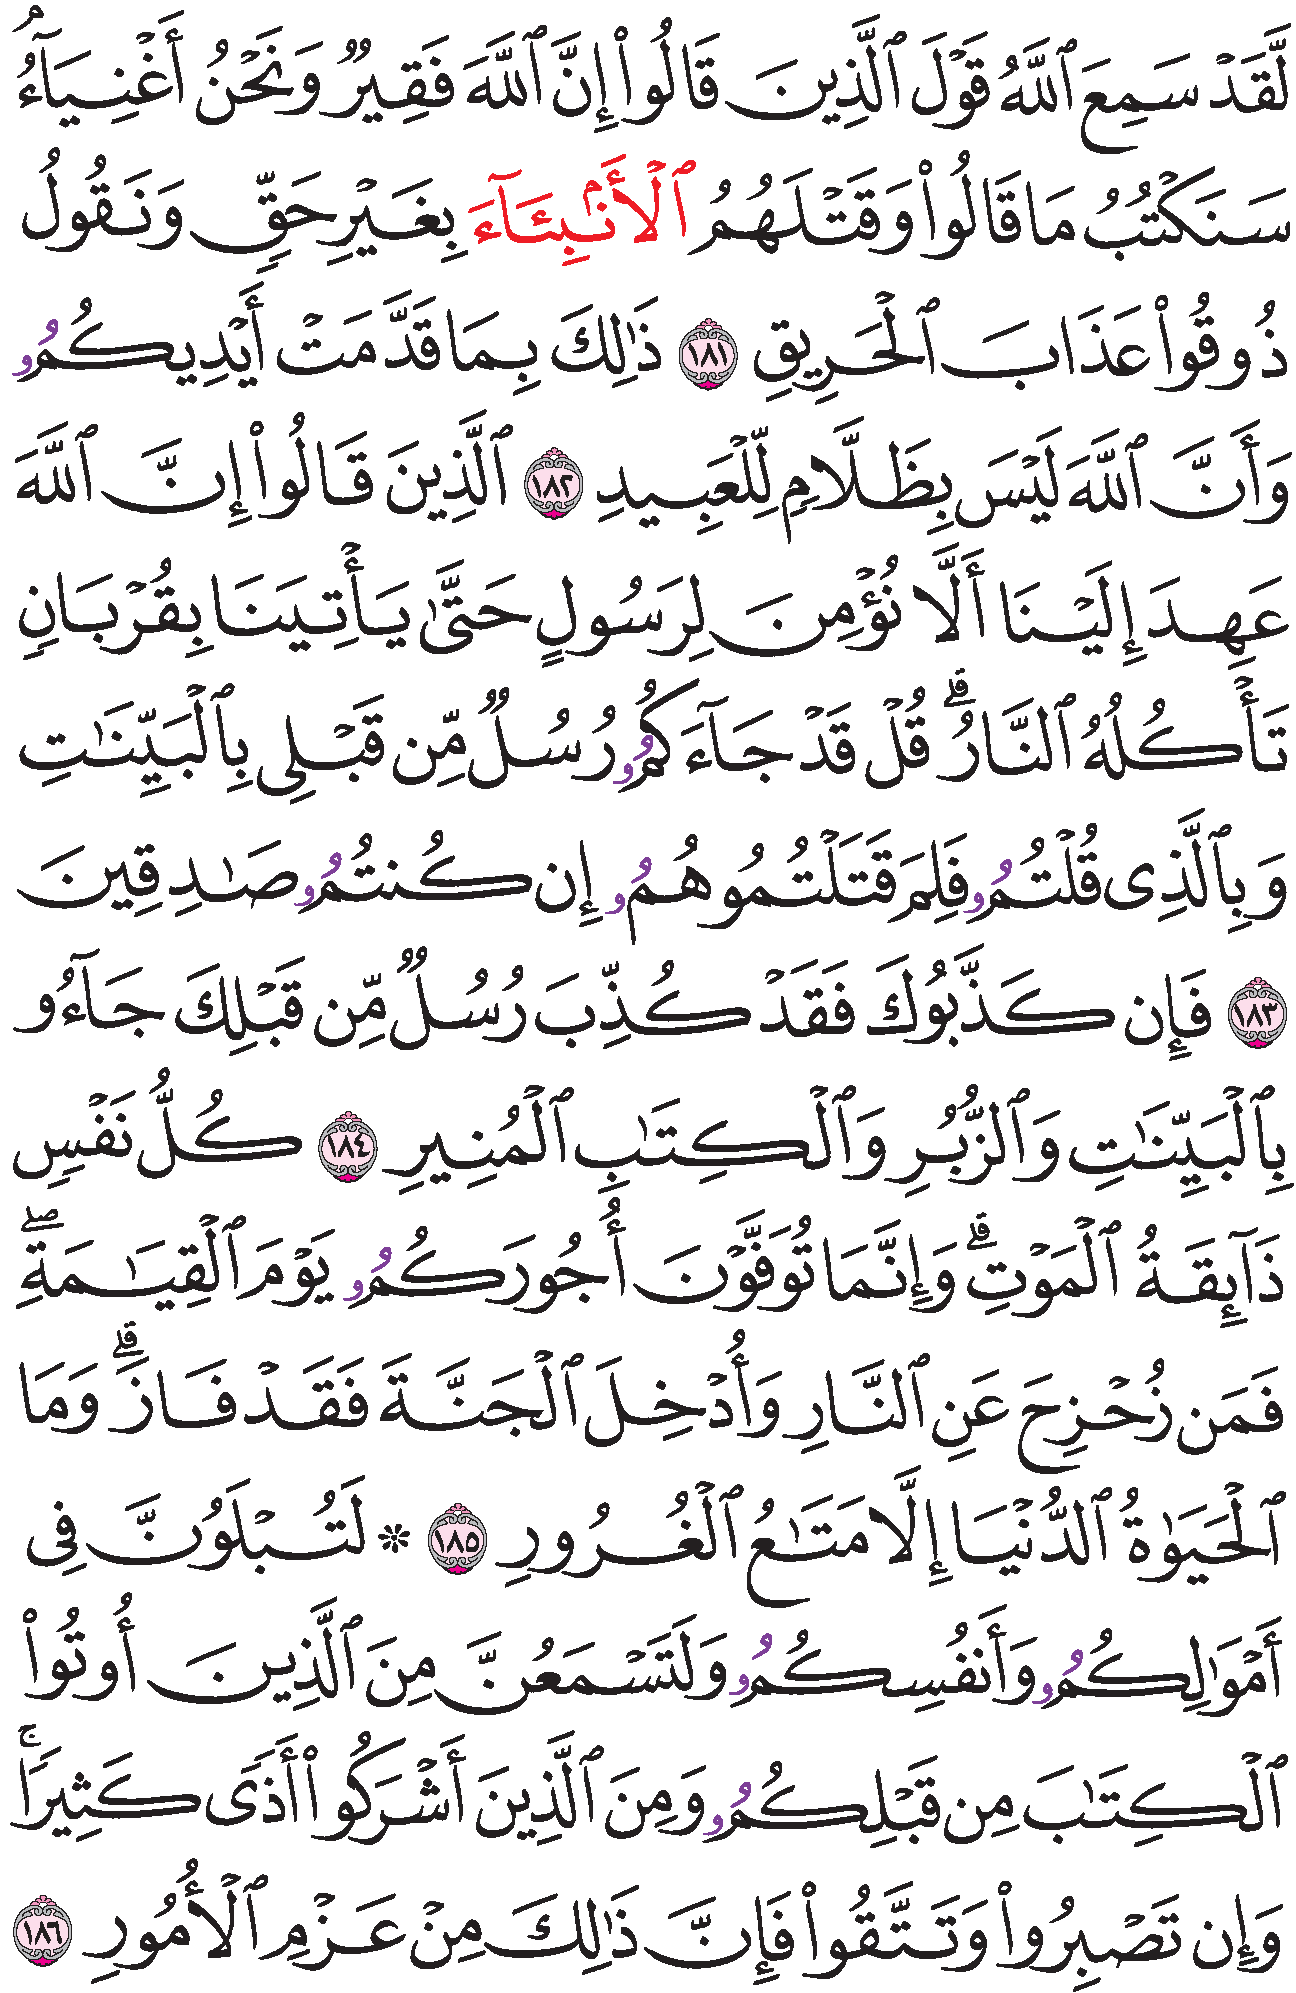 لَّقَدْ سَمِعَ ٱللَّهُ قَوْلَ ٱلَّذِينَ قَالُوا۟ إِنَّ ٱللَّهَ فَقِيرٌ وَنَحْنُ أَغْنِيَآءُۘ
سَنَكْتُبُ مَا قَالُوا۟ وَقَتْلَهُمُ ٱلْأَنۢبِئَآءَ بِغَيْرِ حَقٍّ وَنَقُولُ
ذُوقُوا۟ عَذَابَ ٱلْحَرِيقِ ١٨١ ذَٰلِكَ بِمَا قَدَّمَتْ أَيْدِيكُمُۥ
وَأَنَّ ٱللَّهَ لَيْسَ بِظَلَّامٍ لِّلْعَبِيدِ ١٨٢ ٱلَّذِينَ قَالُوا۟ إِنَّ ٱللَّهَ
عَهِدَ إِلَيْنَا أَلَّا نُؤْمِنَ لِرَسُولٍ حَتَّىٰ يَأْتِيَنَا بِقُرْبَانٍ
تَأْكُلُهُ ٱلنَّارُۗ قُلْ قَدْ جَآءَكُمُۥ رُسُلٌ مِّن قَبْلِى بِٱلْبَيِّنَٰتِ
وَبِٱلَّذِى قُلْتُمُۥ فَلِمَ قَتَلْتُمُوهُمُۥ إِن كُنتُمُۥ صَٰدِقِينَ
١٨٣ فَإِن كَذَّبُوكَ فَقَدْ كُذِّبَ رُسُلٌ مِّن قَبْلِكَ جَآءُو
بِٱلْبَيِّنَٰتِ وَٱلزُّبُرِ وَٱلْكِتَٰبِ ٱلْمُنِيرِ ١٨٤ كُلُّ نَفْسٍ
ذَآئِقَةُ ٱلْمَوْتِۗ وَإِنَّمَا تُوَفَّوْنَ أُجُورَكُمُۥ يَوْمَ ٱلْقِيَٰمَةِۖ
فَمَن زُحْزِحَ عَنِ ٱلنَّارِ وَأُدْخِلَ ٱلْجَنَّةَ فَقَدْ فَازَۗ وَمَا
ٱلْحَيَوٰةُ ٱلدُّنْيَا إِلَّا مَتَٰعُ ٱلْغُرُورِ ١٨٥ ۞ لَتُبْلَوُنَّ فِى
أَمْوَٰلِكُمُۥ وَأَنفُسِكُمُۥ وَلَتَسْمَعُنَّ مِنَ ٱلَّذِينَ أُوتُوا۟
ٱلْكِتَٰبَ مِن قَبْلِكُمُۥ وَمِنَ ٱلَّذِينَ أَشْرَكُوا۟ أَذًى كَثِيرًاۚ
وَإِن تَصْبِرُوا۟ وَتَتَّقُوا۟ فَإِنَّ ذَٰلِكَ مِنْ عَزْمِ ٱلْأُمُورِ ١٨٦